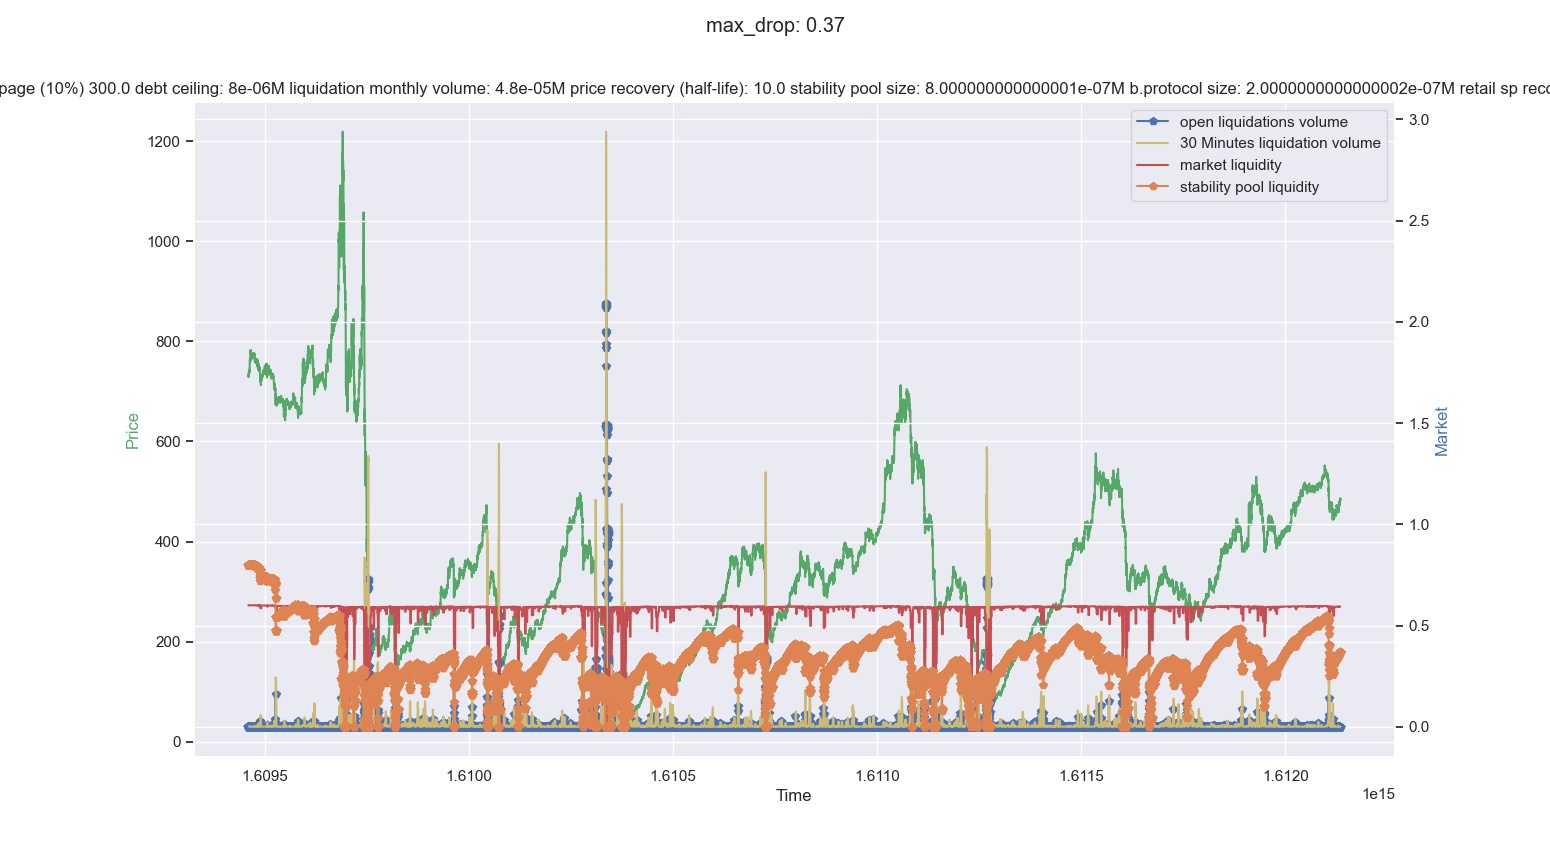 max_drop: 0.37
page (10%) 300.0 debt ceiling: 8e-06M liquidation monthly volume: 4.8e-05M price recovery (half-life): 10.0 stability pool size: 8.000000000000001e-07M b.protocol size: 2.0000000000000002e-07M retail sp reco
open liquidations volume
30 Minutes liquidation volume
market liquidity
stability pool liquidity
1200
1000
800
600
400
200
0
Price
3.0
2.5
2.0
1.5
1.0
0.5
0.0
Market
1.6095 1.6100 1.6105 1.6110 1.6115 1.6120
Time
1e15